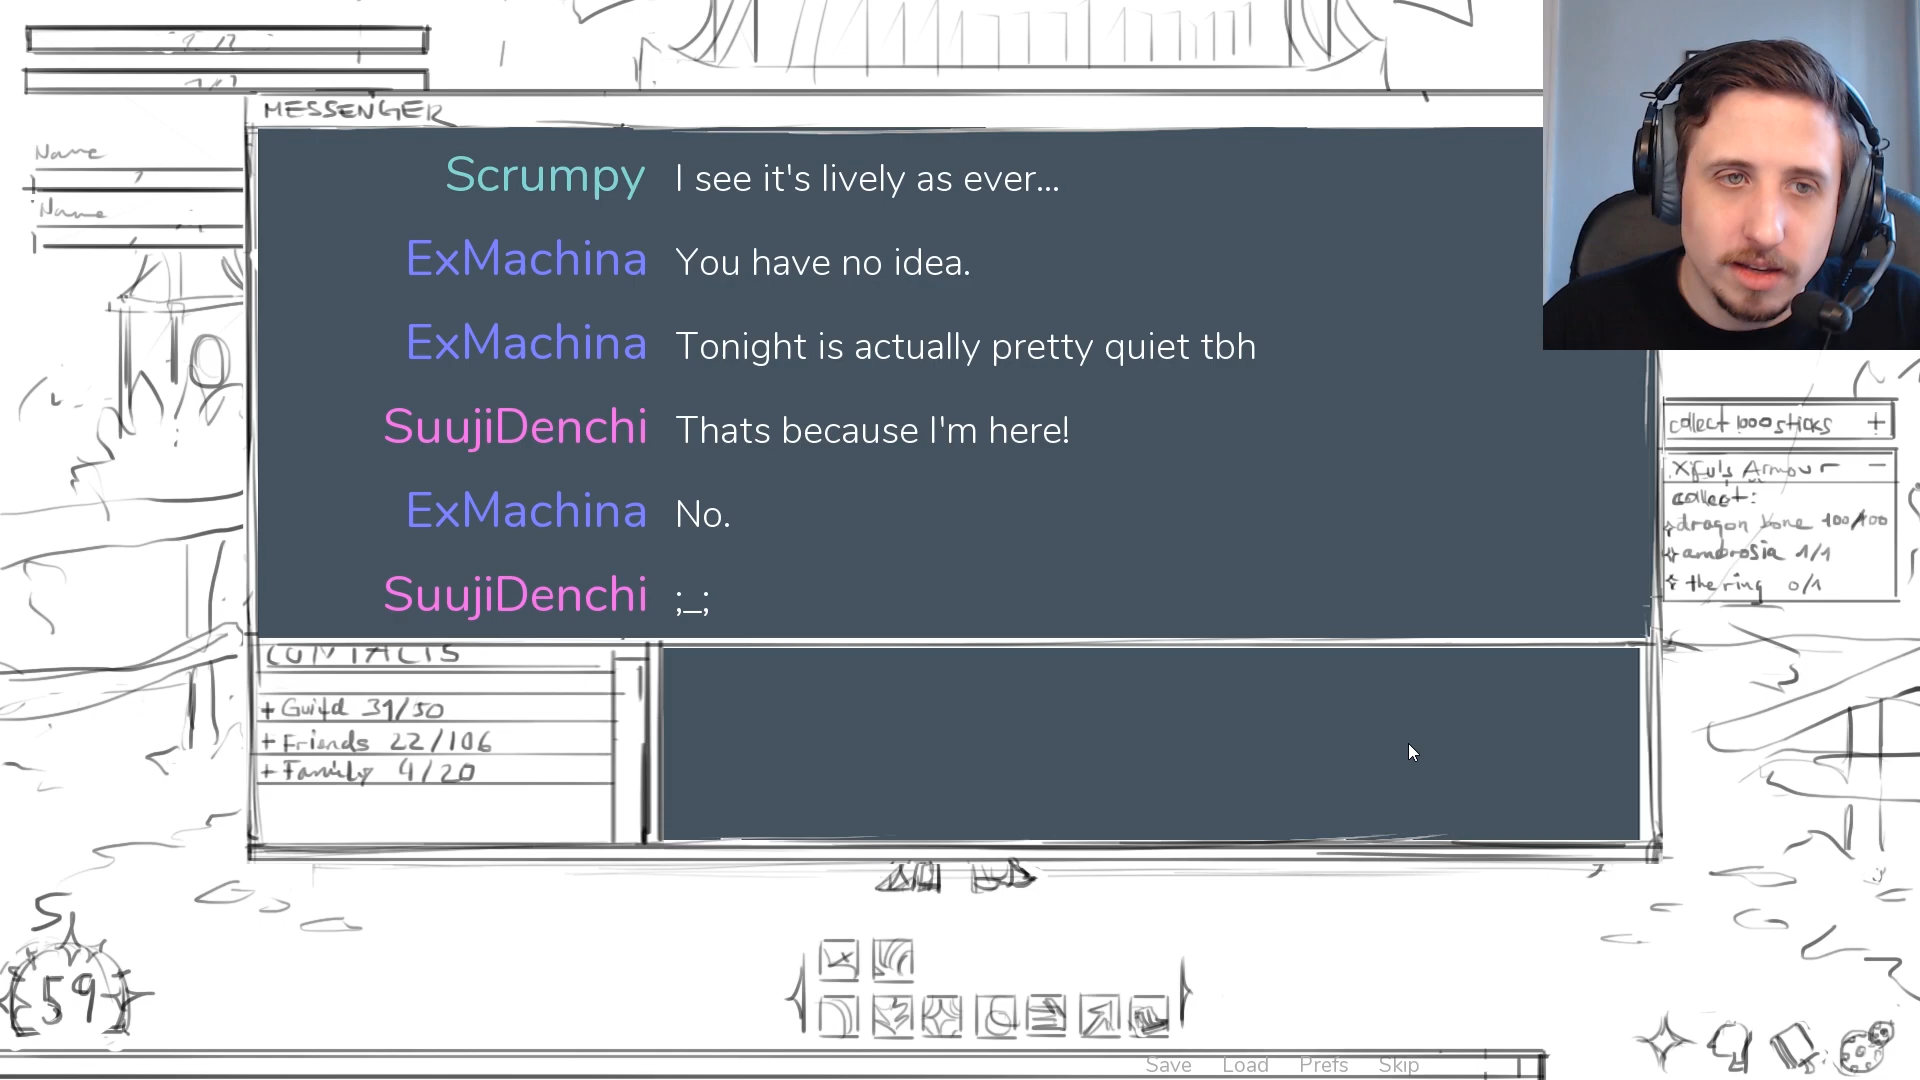 MESSENGER
Scrumpy I see it's lively as ever...
ExMachina You have no idea.
ExMachina Tonight is actually pretty quiet tbh
SuujiDenchi Thats because I'm here!
ExMachina No.
SuujiDenchi ;_;
Name
Name
collect 1000 sticks +
Xiful's Armour -
collect:
dragon bone 100/100
ambrosia 1/1
the ring 0/1
CONTACTS
+ Guild 39/50
+ Friends 22/106
+ Family 4/20
59
Save Load Prefs Skip